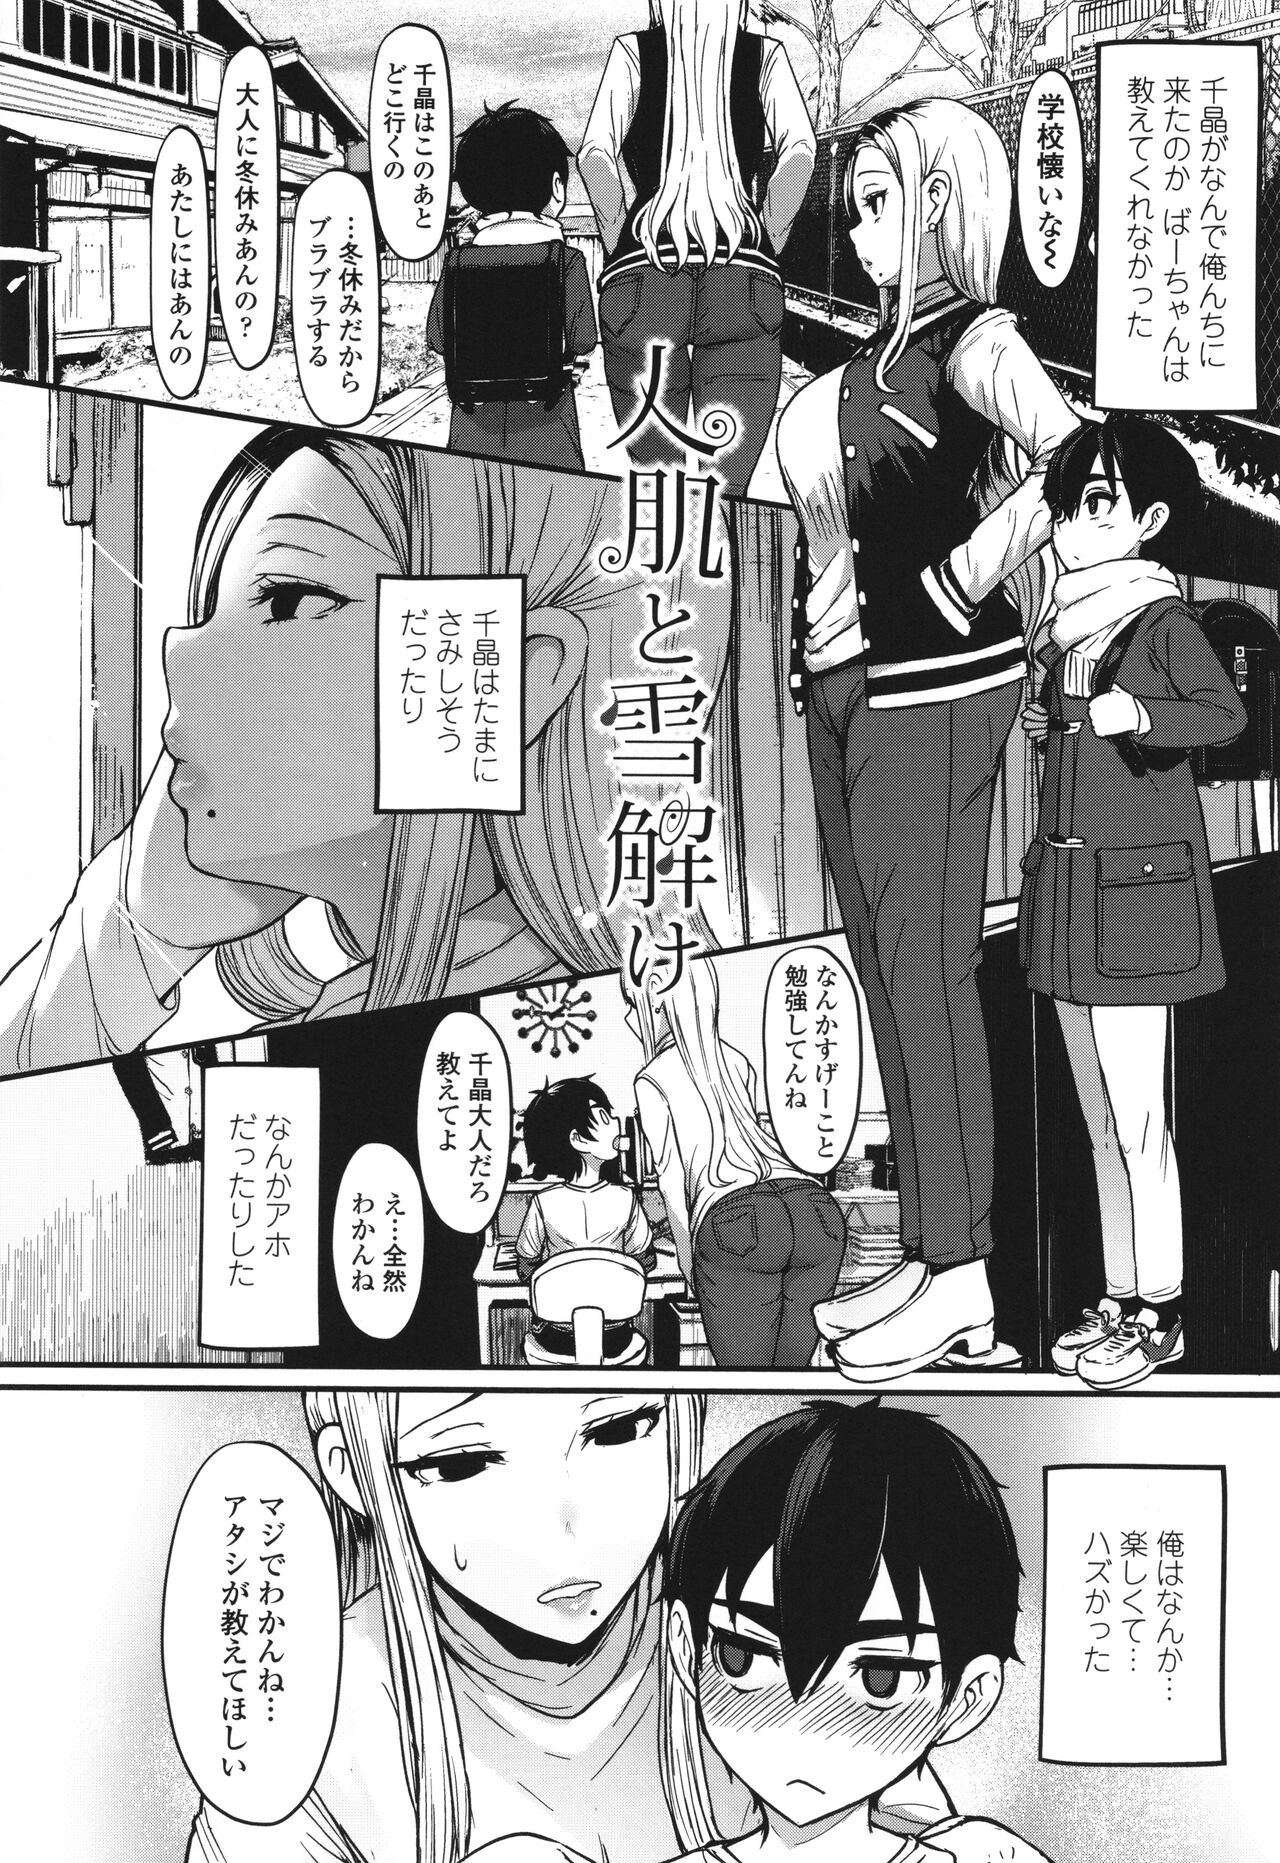 千晶がなんで俺んちに
来たのか ばーちゃんは
教えてくれなかった
学校懐いな〜
千晶はこのあと
どこ行くの
…冬休みだから
ブラブラする
大人に冬休みあんの？
あたしにはあんの
人肌と雪解け
千晶はたまに
さみしそう
だったり
なんかすげーこと
勉強してんね
千晶大人だろ
教えてよ
え…全然
わかんね
なんかアホ
だったりした
俺はなんか…
楽しくて…
ハズかった
マジでわかんね…
アタシが教えてほしい